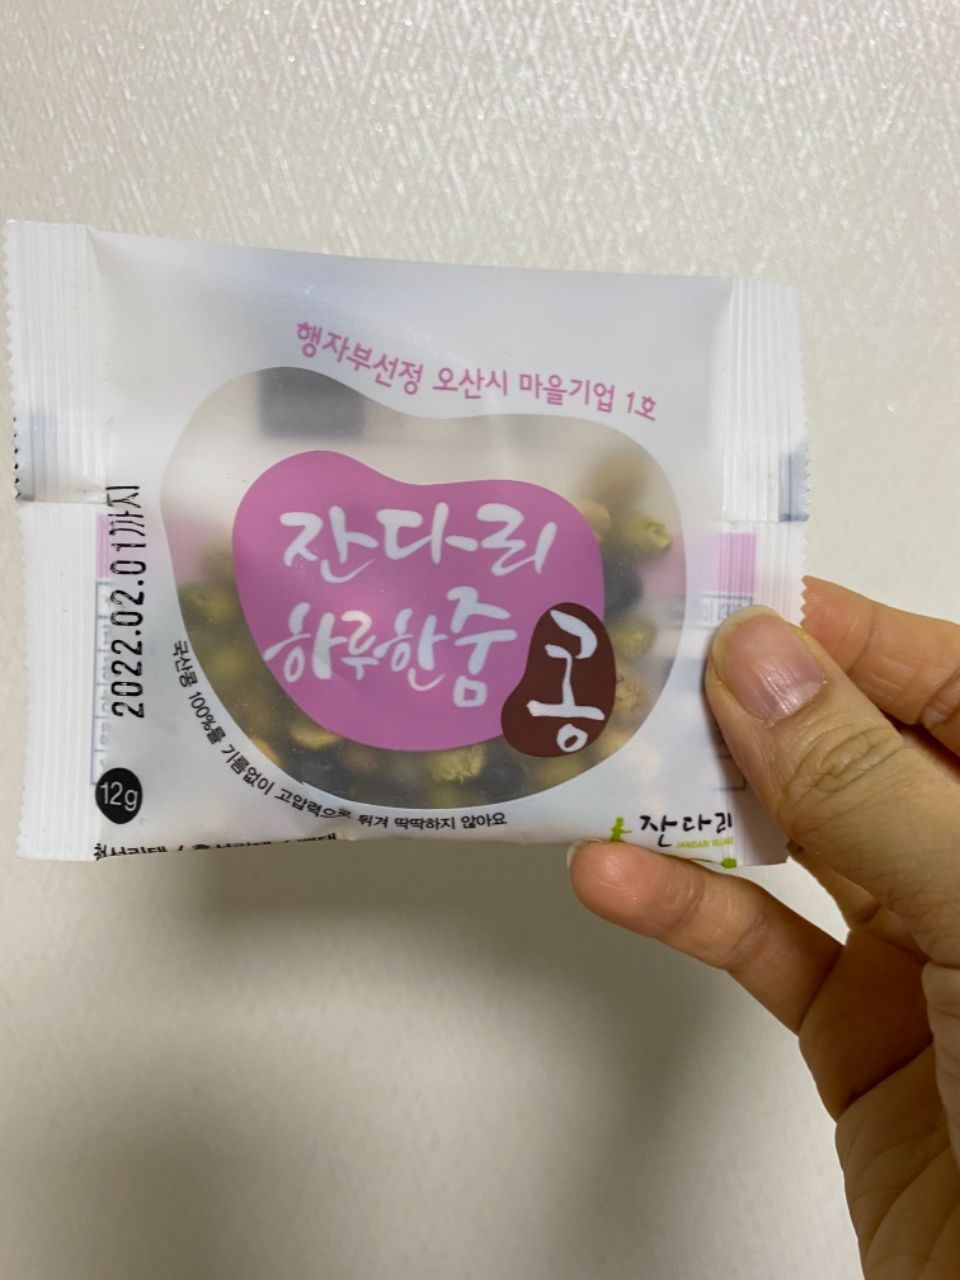 행자부선정 오산시 마을기업 1호
잔다리
하루한줌
콩
2022.02.01까지
국산콩 100%를 기름없이 고압력으로 튀겨 딱딱하지 않아요
12g
잔다리
JANDARI VILLAGE